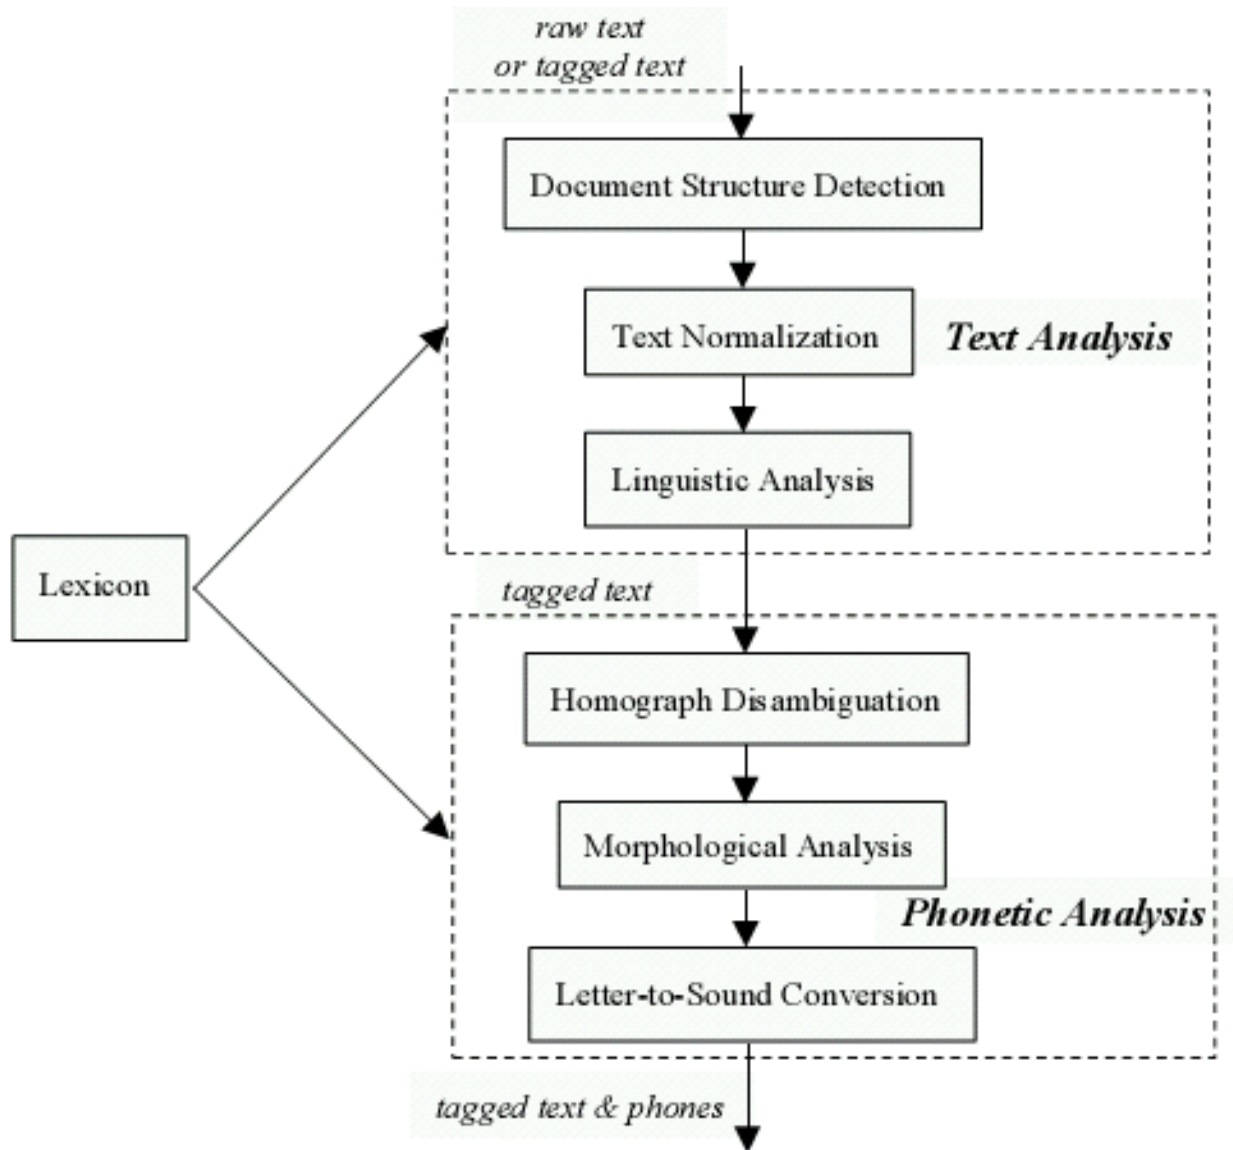 raw text
or tagged text
Document Structure Detection
Text Normalization
Text Analysis
Linguistic Analysis
Lexicon
tagged text
Homograph Disambiguation
Morphological Analysis
Phonetic Analysis
Letter-to-Sound Conversion
tagged text & phones